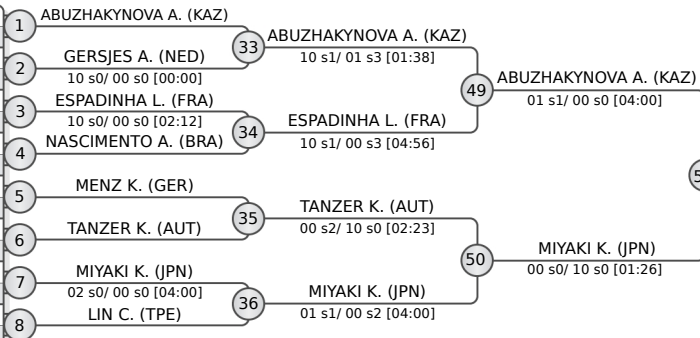 1
ABUZHAKYNOVA A. (KAZ)
2
GERSJES A. (NED)
10 s0/ 00 s0 [00:00]
3
ESPADINHA L. (FRA)
10 s0/ 00 s0 [02:12]
4
NASCIMENTO A. (BRA)
5
MENZ K. (GER)
6
TANZER K. (AUT)
7
MIYAKI K. (JPN)
02 s0/ 00 s0 [04:00]
8
LIN C. (TPE)
33
ABUZHAKYNOVA A. (KAZ)
10 s1/ 01 s3 [01:38]
34
ESPADINHA L. (FRA)
10 s1/ 00 s3 [04:56]
35
TANZER K. (AUT)
00 s2/ 10 s0 [02:23]
36
MIYAKI K. (JPN)
01 s1/ 00 s2 [04:00]
49
ABUZHAKYNOVA A. (KAZ)
01 s1/ 00 s0 [04:00]
50
MIYAKI K. (JPN)
00 s0/ 10 s0 [01:26]